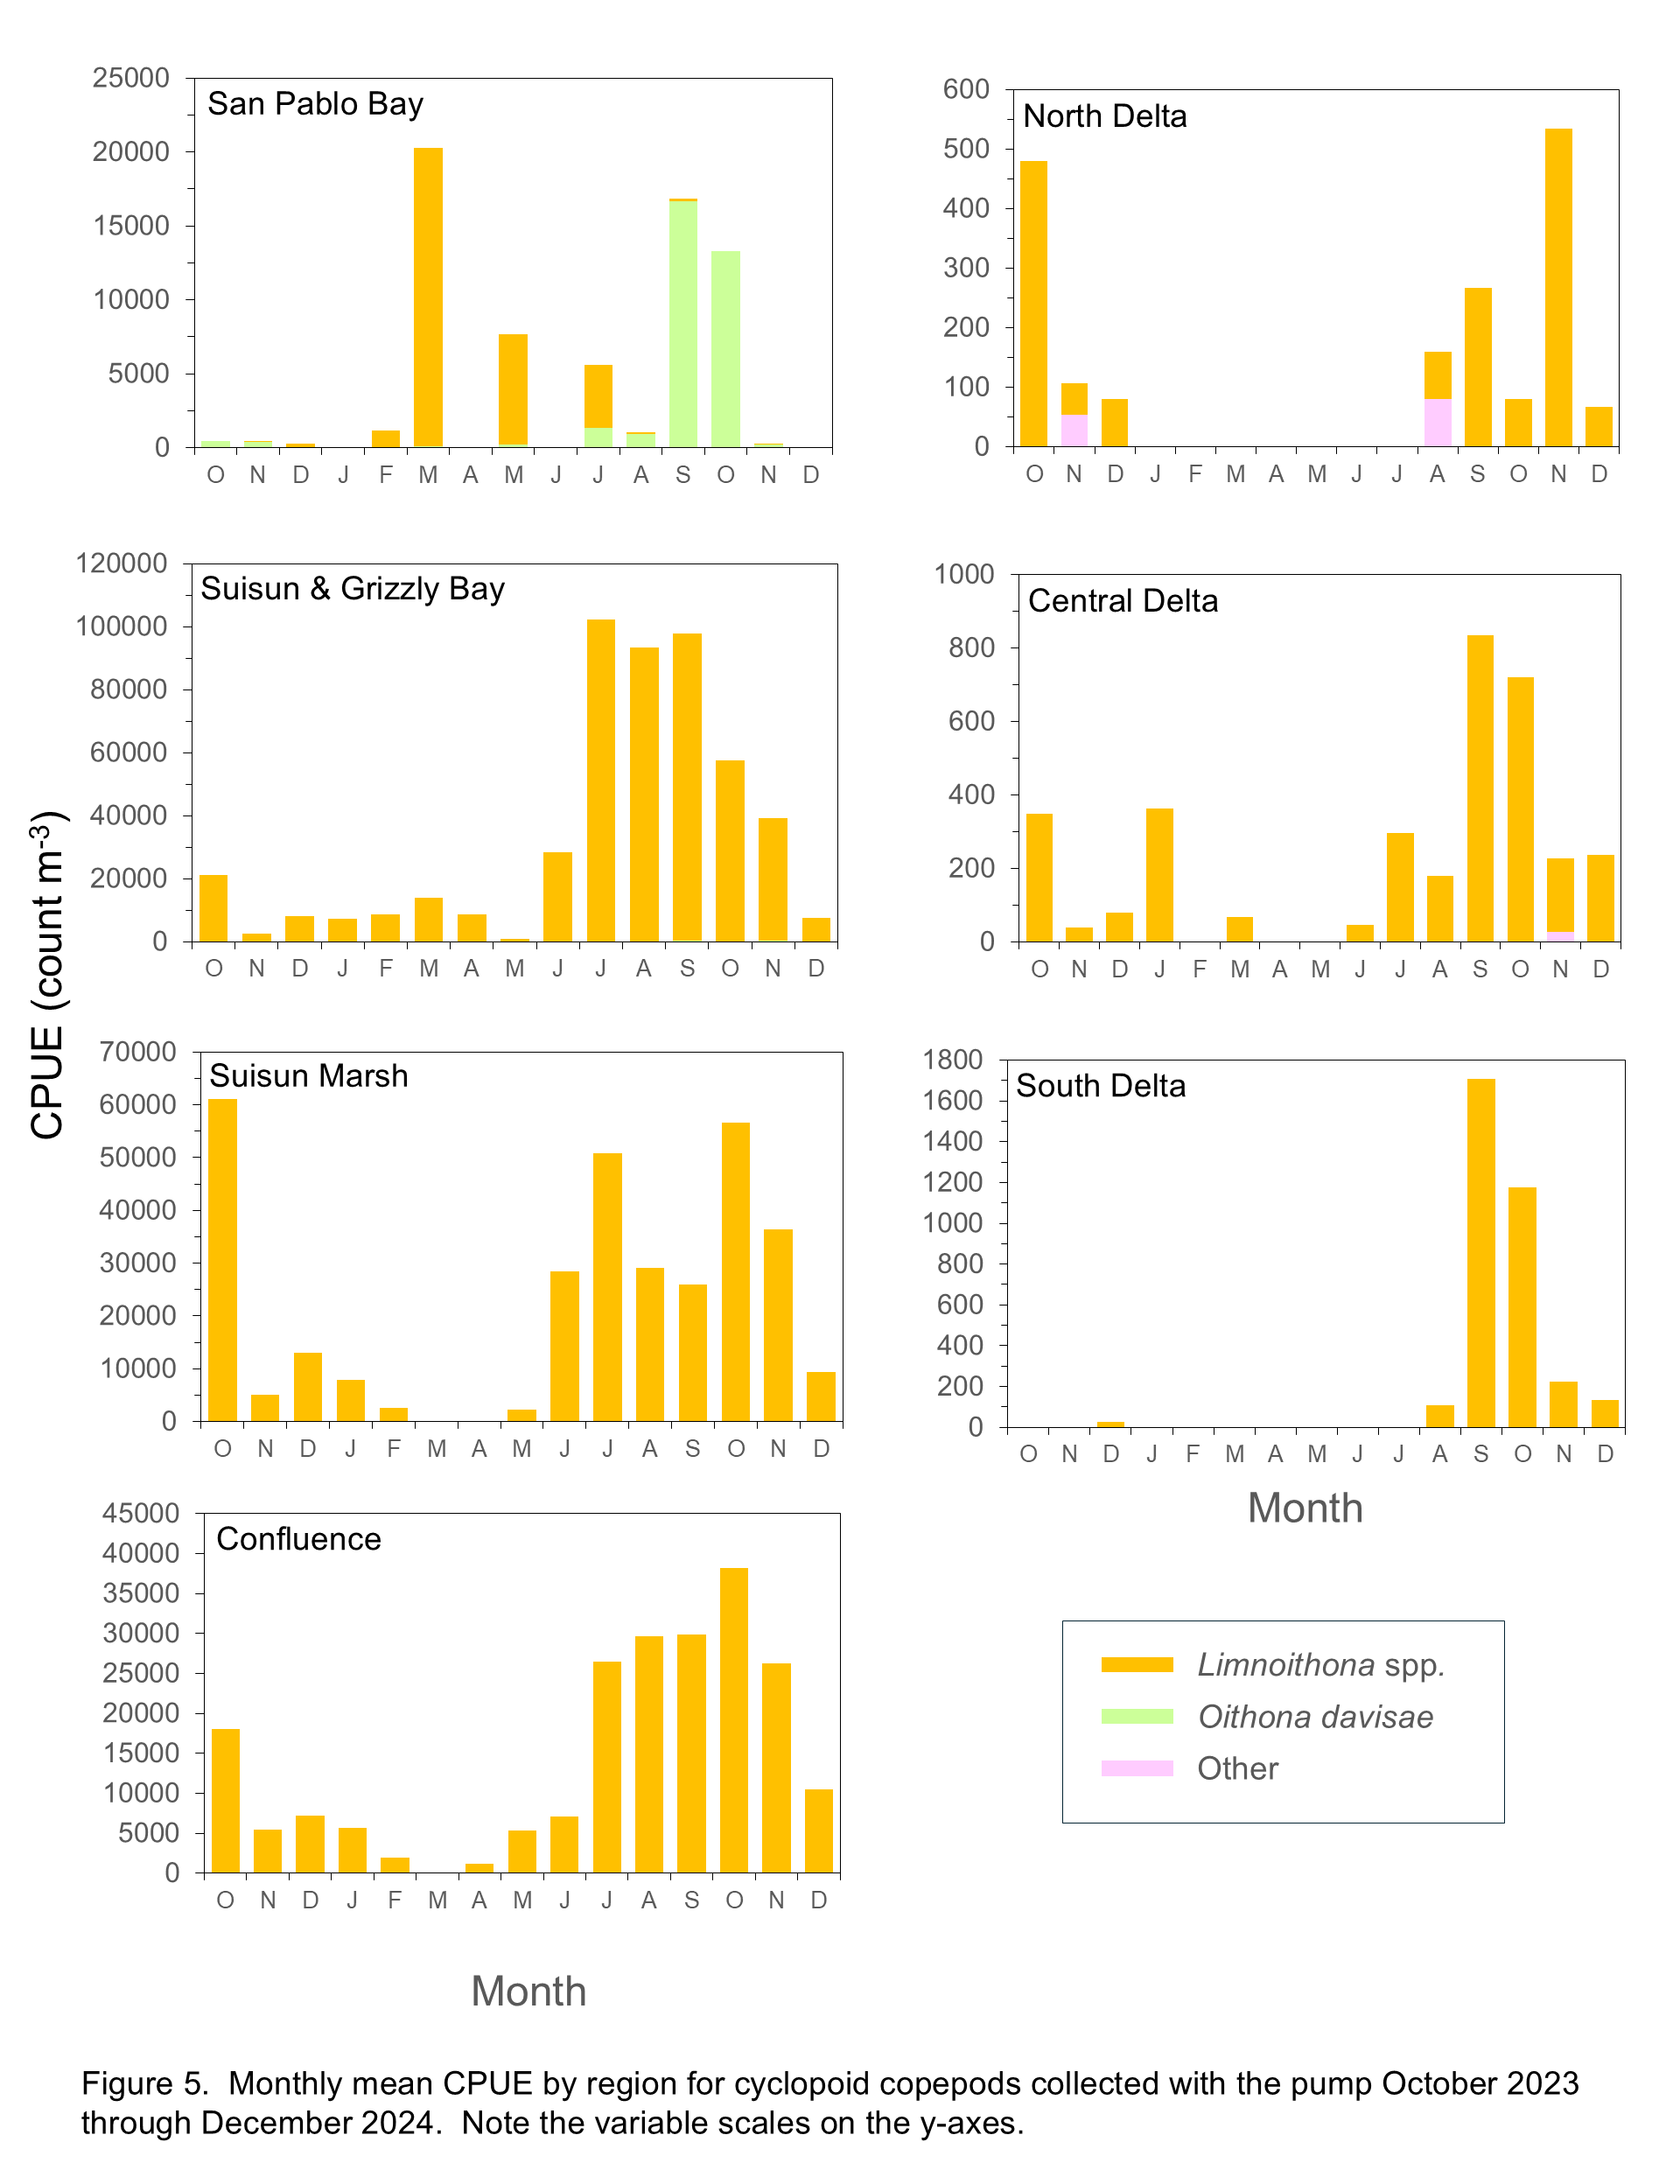 CPUE (count m-3)
San Pablo Bay
25000
20000
15000
10000
5000
0
O N D J F M A M J J A S O N D
North Delta
600
500
400
300
200
100
0
O N D J F M A M J J A S O N D
Suisun & Grizzly Bay
120000
100000
80000
60000
40000
20000
0
O N D J F M A M J J A S O N D
Central Delta
1000
800
600
400
200
0
O N D J F M A M J J A S O N D
Suisun Marsh
70000
60000
50000
40000
30000
20000
10000
0
O N D J F M A M J J A S O N D
South Delta
1800
1600
1400
1200
1000
800
600
400
200
0
O N D J F M A M J J A S O N D
Month
Confluence
45000
40000
35000
30000
25000
20000
15000
10000
5000
0
O N D J F M A M J J A S O N D
Month
Limnoithona spp.
Oithona davisae
Other
Figure 5.  Monthly mean CPUE by region for cyclopoid copepods collected with the pump October 2023
through December 2024.  Note the variable scales on the y-axes.